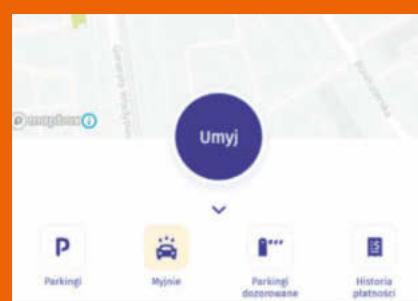 mapbox
Umyj
P
Parkingi
Myjnie
Parkingi
dozorowane
Historia
płatności